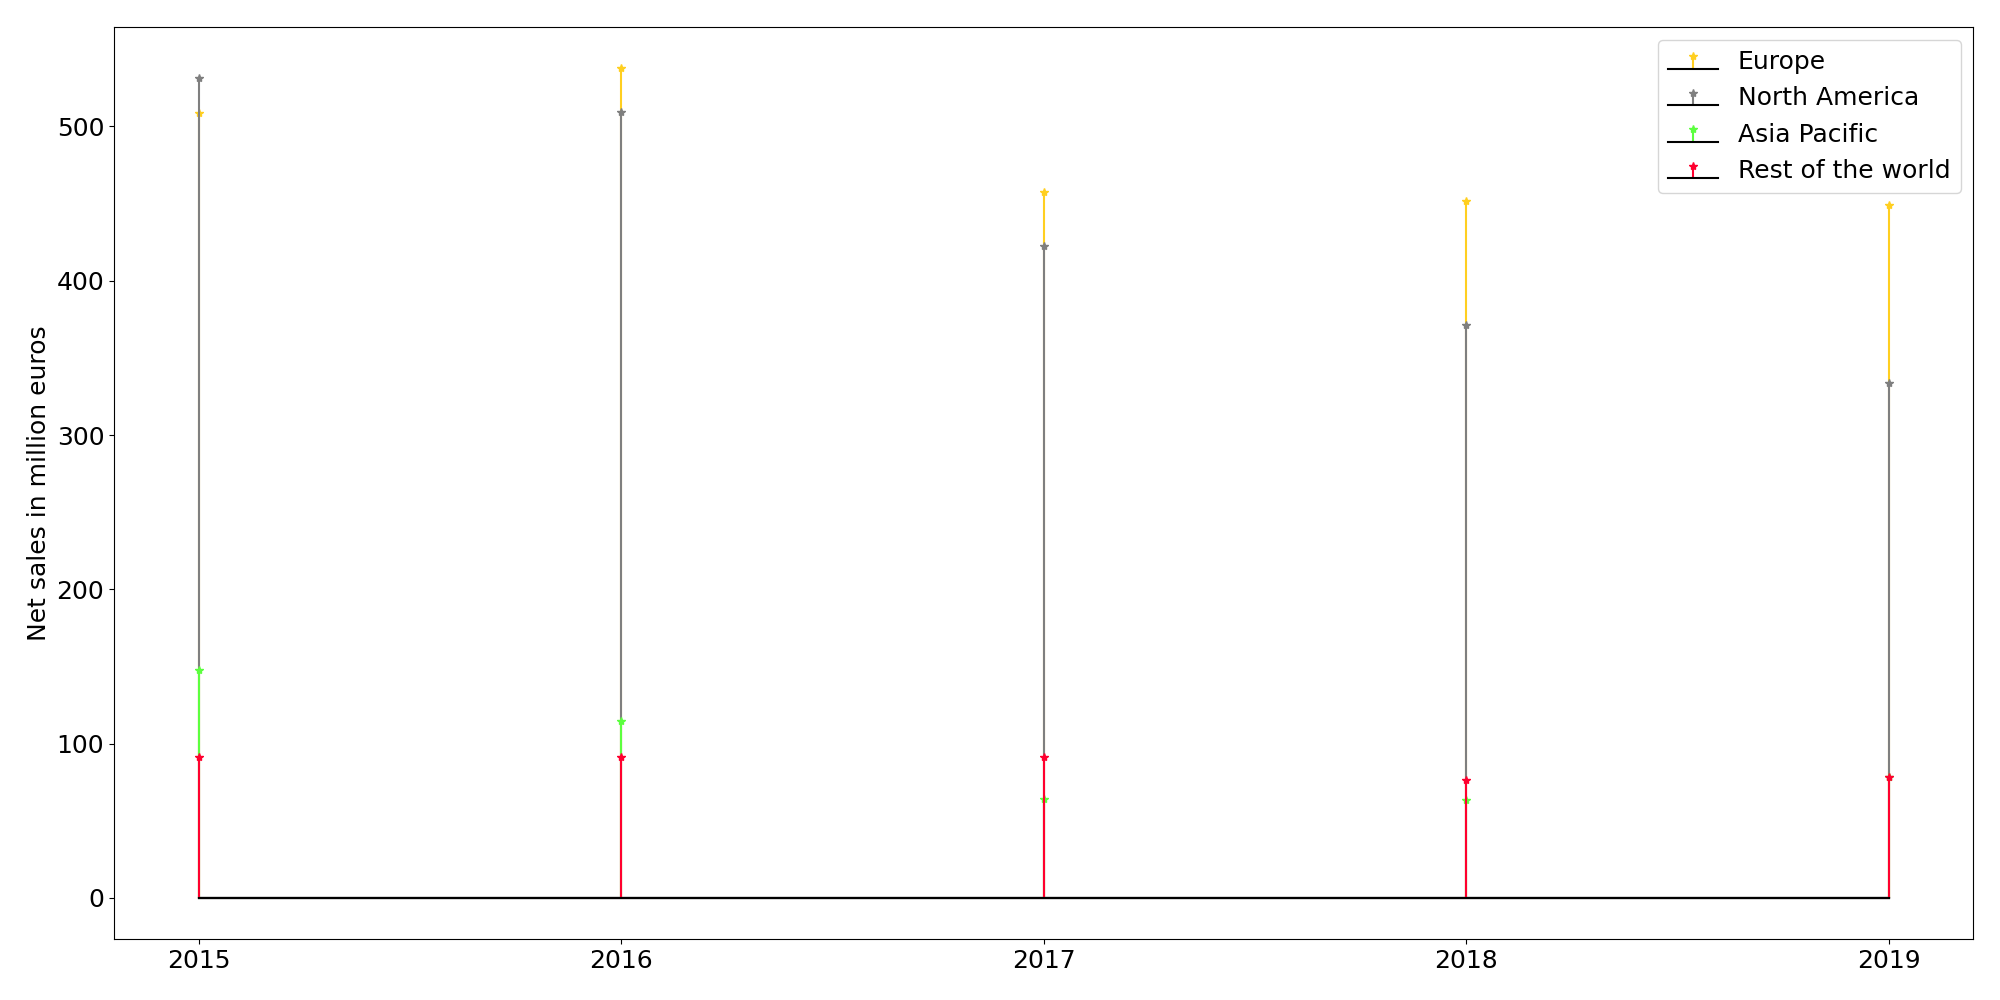 Europe
North America
Asia Pacific
Rest of the world
Net sales in million euros
500
400
300
200
100
0
2015 2016 2017 2018 2019